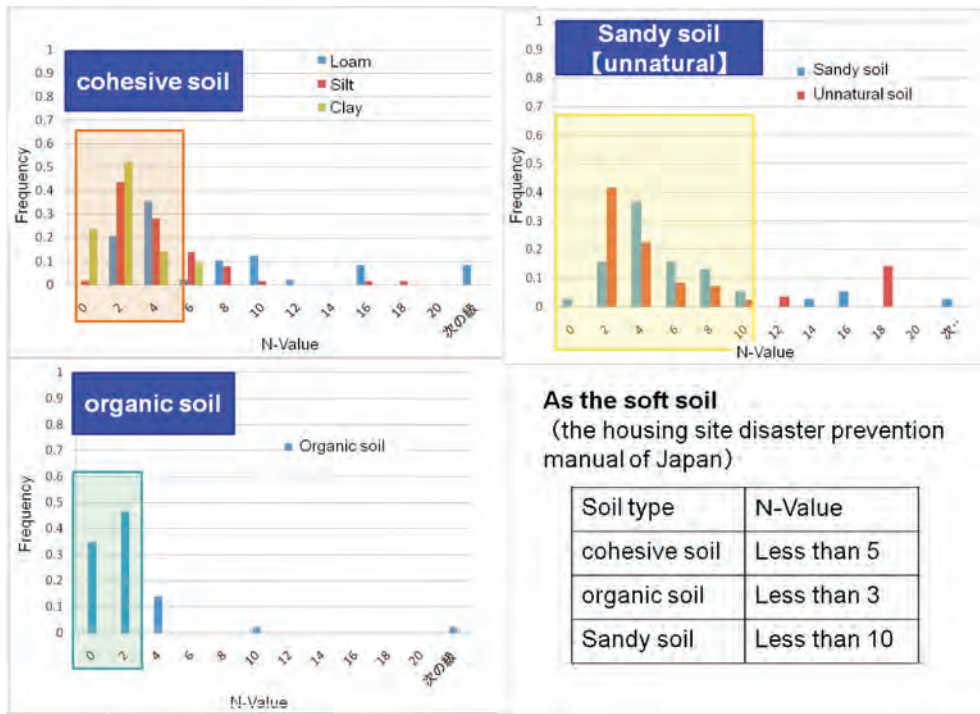 cohesive soil
Loam
Silt
Clay
Frequency
1
0.9
0.8
0.7
0.6
0.5
0.4
0.3
0.2
0.1
0
0 2 4 6 8 10 12 14 16 18 20 次の級
N-Value
Sandy soil
【unnatural】
Sandy soil
Unnatural soil
Frequency
1
0.9
0.8
0.7
0.6
0.5
0.4
0.3
0.2
0.1
0
0 2 4 6 8 10 12 14 16 18 20 次…
N-Value
organic soil
Organic soil
Frequency
1
0.9
0.8
0.7
0.6
0.5
0.4
0.3
0.2
0.1
0
0 2 4 6 8 10 12 14 16 18 20 次の級
N-Value
As the soft soil
（the housing site disaster prevention
manual of Japan）
Soil type N-Value
cohesive soil Less than 5
organic soil Less than 3
Sandy soil Less than 10